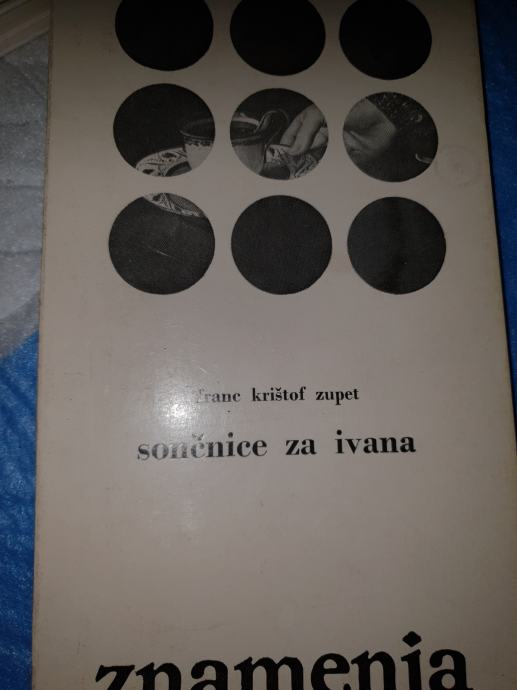 franc krištof zupet
sončnice za ivana
znamenja